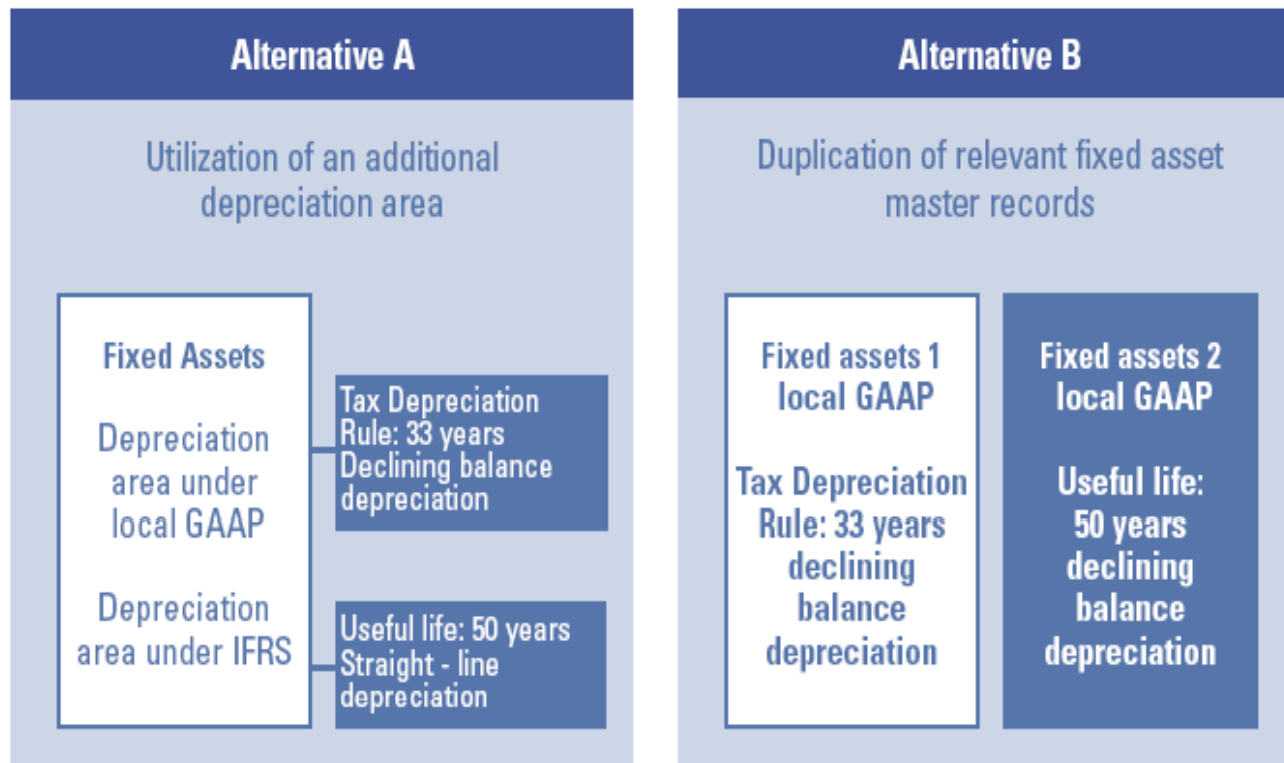 Alternative A
Utilization of an additional
depreciation area
Fixed Assets
Depreciation
area under
local GAAP
Depreciation
area under IFRS
Tax Depreciation
Rule: 33 years
Declining balance
depreciation
Useful life: 50 years
Straight - line
depreciation
Alternative B
Duplication of relevant fixed asset
master records
Fixed assets 1
local GAAP
Tax Depreciation
Rule: 33 years
declining
balance
depreciation
Fixed assets 2
local GAAP
Useful life:
50 years
declining
balance
depreciation